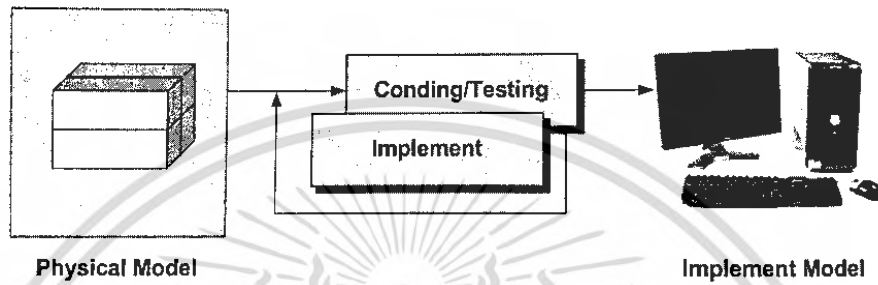 Conding/Testing
Implement
Physical Model
Implement Model